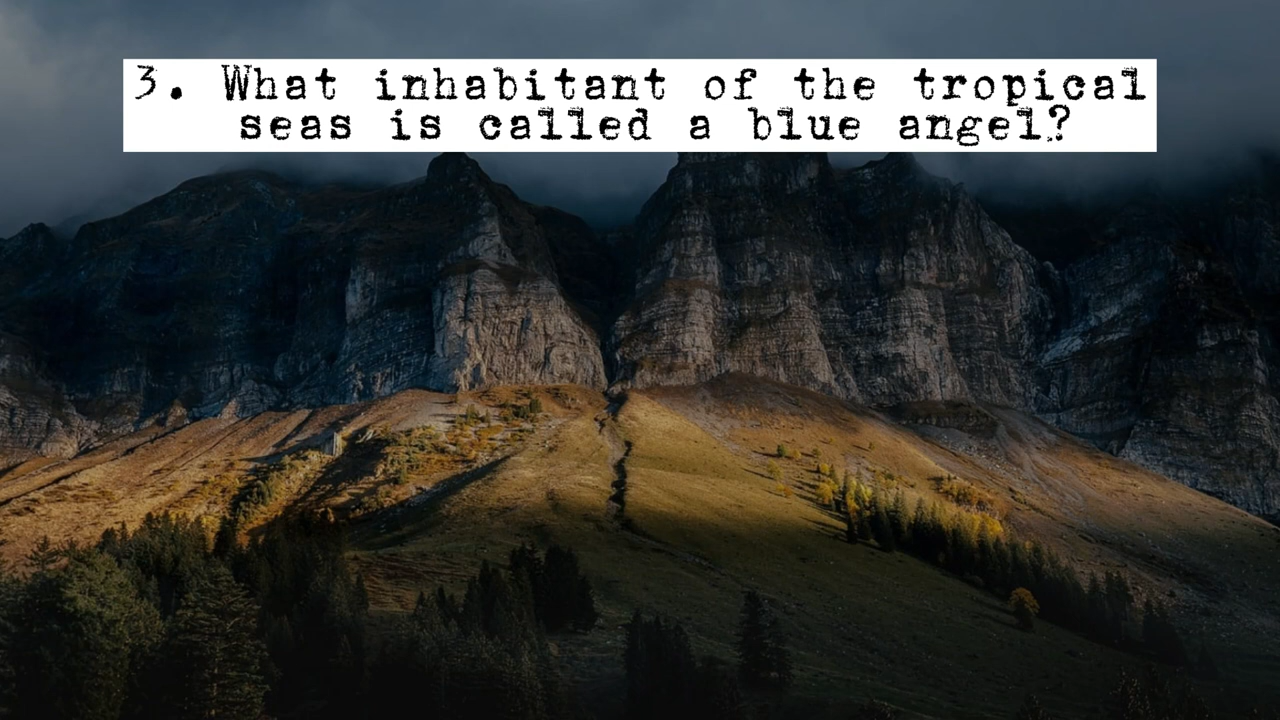 3. What inhabitant of the tropical
seas is called a blue angel?